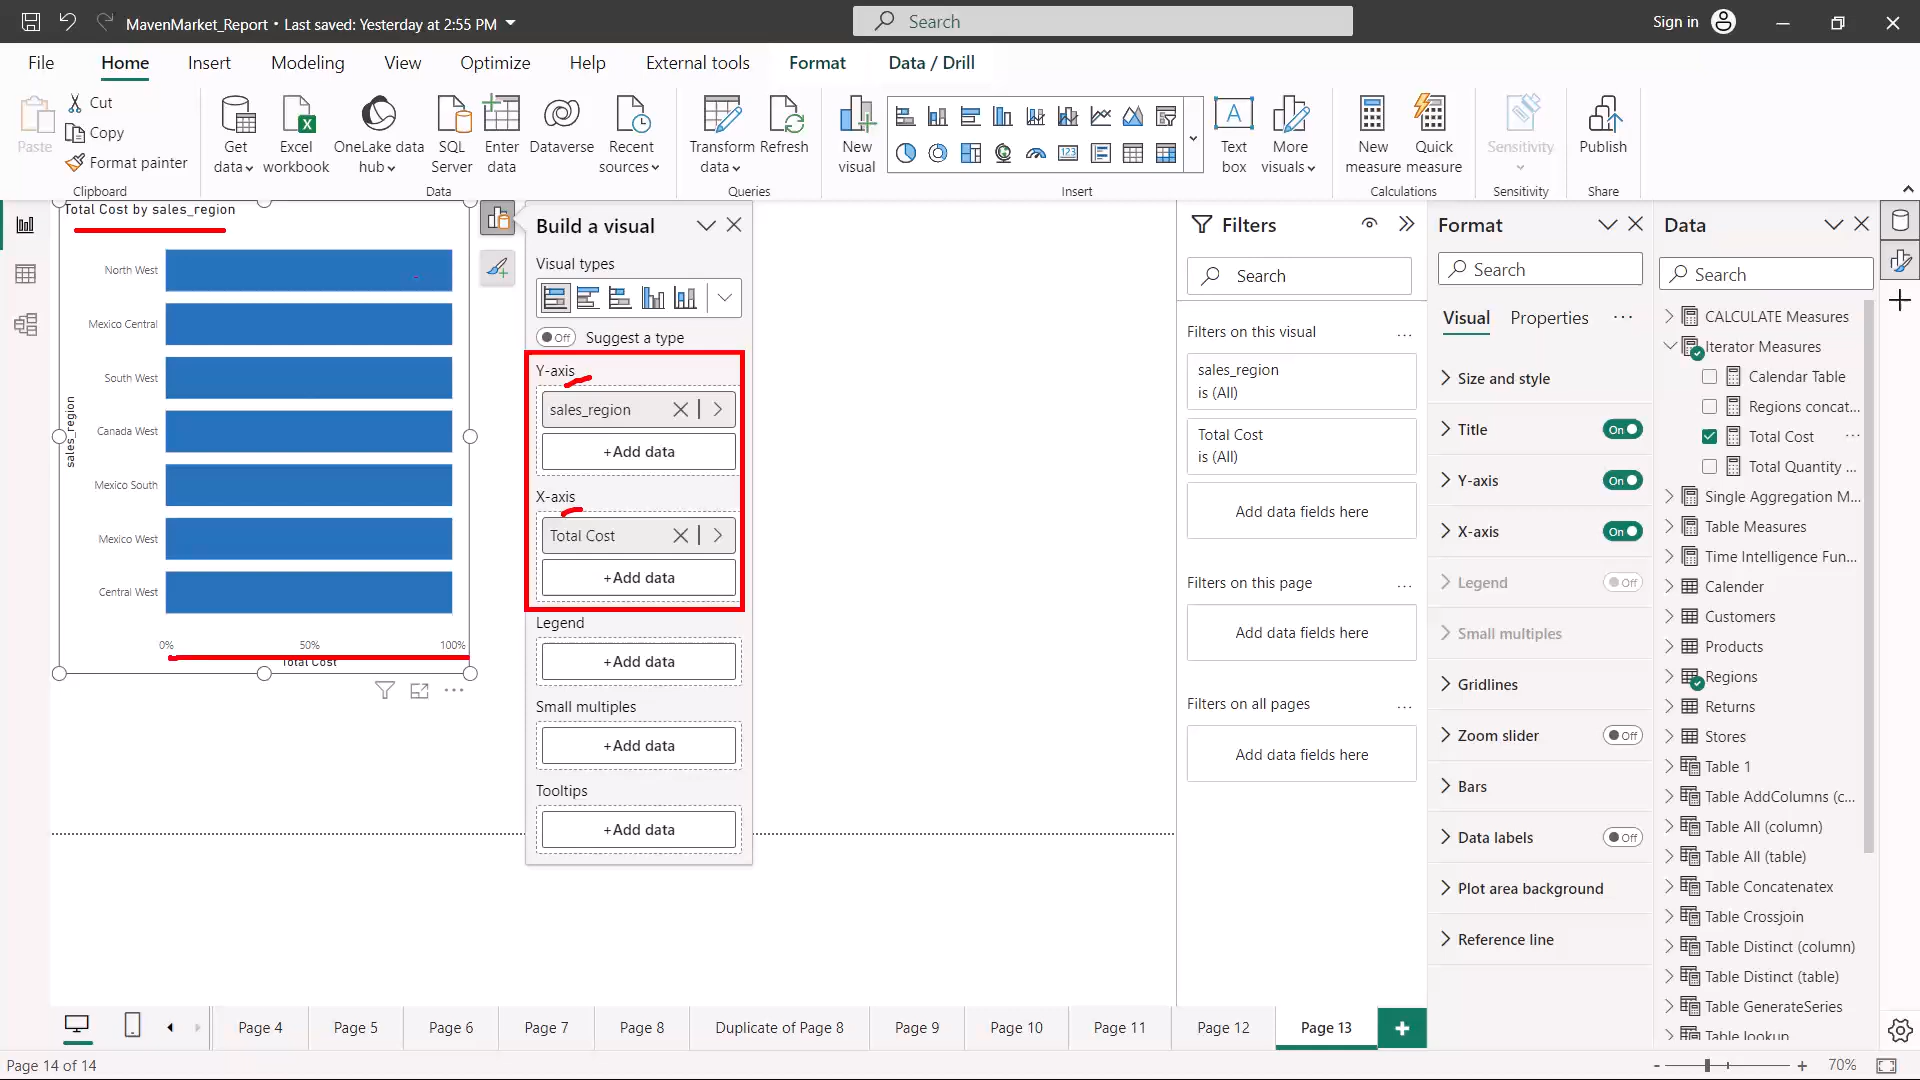 MavenMarket_Report • Last saved: Yesterday at 2:55 PM
Search
Sign in
File
Home
Insert
Modeling
View
Optimize
Help
External tools
Format
Data / Drill
Paste
Cut
Copy
Format painter
Clipboard
Get data
Excel workbook
OneLake data hub
SQL Server
Enter data
Dataverse
Recent sources
Data
Transform data
Refresh
Queries
New visual
Text box
More visuals
Insert
New measure
Quick measure
Calculations
Sensitivity
Sensitivity
Publish
Share
Total Cost by sales_region
sales_region
North West
Mexico Central
South West
Canada West
Mexico South
Mexico West
Central West
0%
50%
100%
Total Cost
Build a visual
Visual types
Off
Suggest a type
Y-axis
sales_region
+Add data
X-axis
Total Cost
+Add data
Legend
+Add data
Small multiples
+Add data
Tooltips
+Add data
Filters
Search
Filters on this visual
...
sales_region
is (All)
Total Cost
is (All)
Add data fields here
Filters on this page
...
Add data fields here
Filters on all pages
...
Add data fields here
Format
Search
Visual
Properties
...
Size and style
Title
On
Y-axis
On
X-axis
On
Legend
Off
Small multiples
Gridlines
Zoom slider
Off
Bars
Data labels
Off
Plot area background
Reference line
Data
Search
CALCULATE Measures
Iterator Measures
Calendar Table
Regions concat...
Total Cost
...
Total Quantity ...
Single Aggregation M...
Table Measures
Time Intelligence Fun...
Calender
Customers
Products
Regions
Returns
Stores
Table 1
Table AddColumns (c...
Table All (column)
Table All (table)
Table Concatenatex
Table Crossjoin
Table Distinct (column)
Table Distinct (table)
Table GenerateSeries
Table lookup
Page 4
Page 5
Page 6
Page 7
Page 8
Duplicate of Page 8
Page 9
Page 10
Page 11
Page 12
Page 13
+
Page 14 of 14
-
+
70%